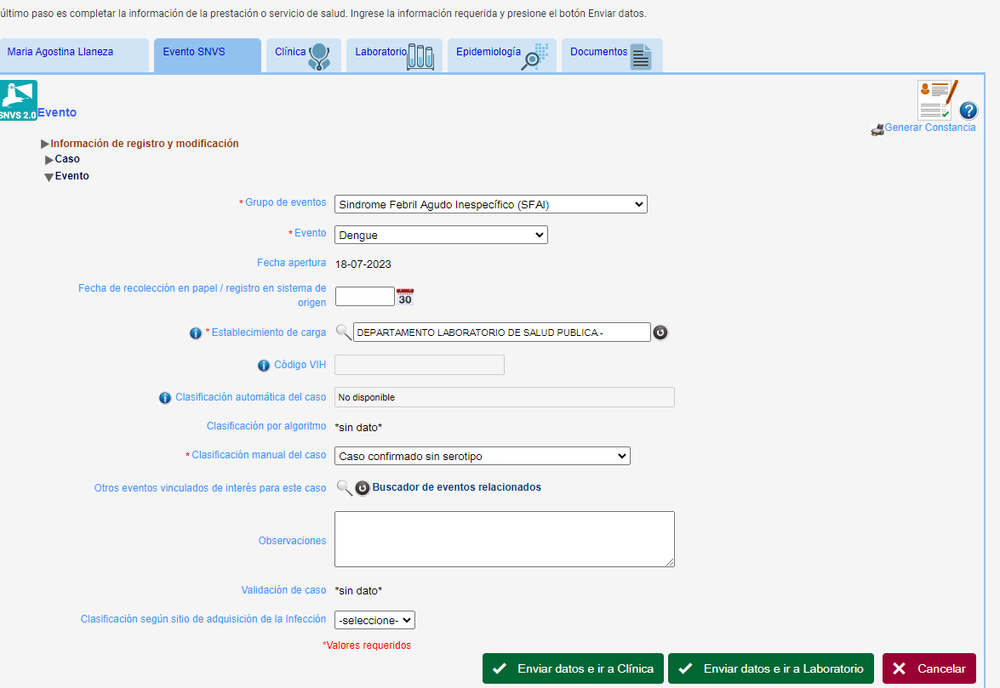 último paso es completar la información de la prestación o servicio de salud. Ingrese la información requerida y presione el botón Enviar datos.
Maria Agostina Llaneza
Evento SNVS
Clínica
Laboratorio
Epidemiología
Documentos
SNVS 2.0
Evento
Generar Constancia
Información de registro y modificación
Caso
Evento
*Grupo de eventos Sindrome Febril Agudo Inespecífico (SFAI)
*Evento Dengue
Fecha apertura 18-07-2023
Fecha de recolección en papel / registro en sistema de
origen 30
* Establecimiento de carga DEPARTAMENTO LABORATORIO DE SALUD PUBLICA.-
Código VIH
Clasificación automática del caso No disponible
Clasificación por algoritmo *sin dato*
* Clasificación manual del caso Caso confirmado sin serotipo
Otros eventos vinculados de interés para este caso Buscador de eventos relacionados
Observaciones
Validación de caso *sin dato*
Clasificación según sitio de adquisición de la Infección -seleccione-
*Valores requeridos
Enviar datos e ir a Clínica
Enviar datos e ir a Laboratorio
Cancelar